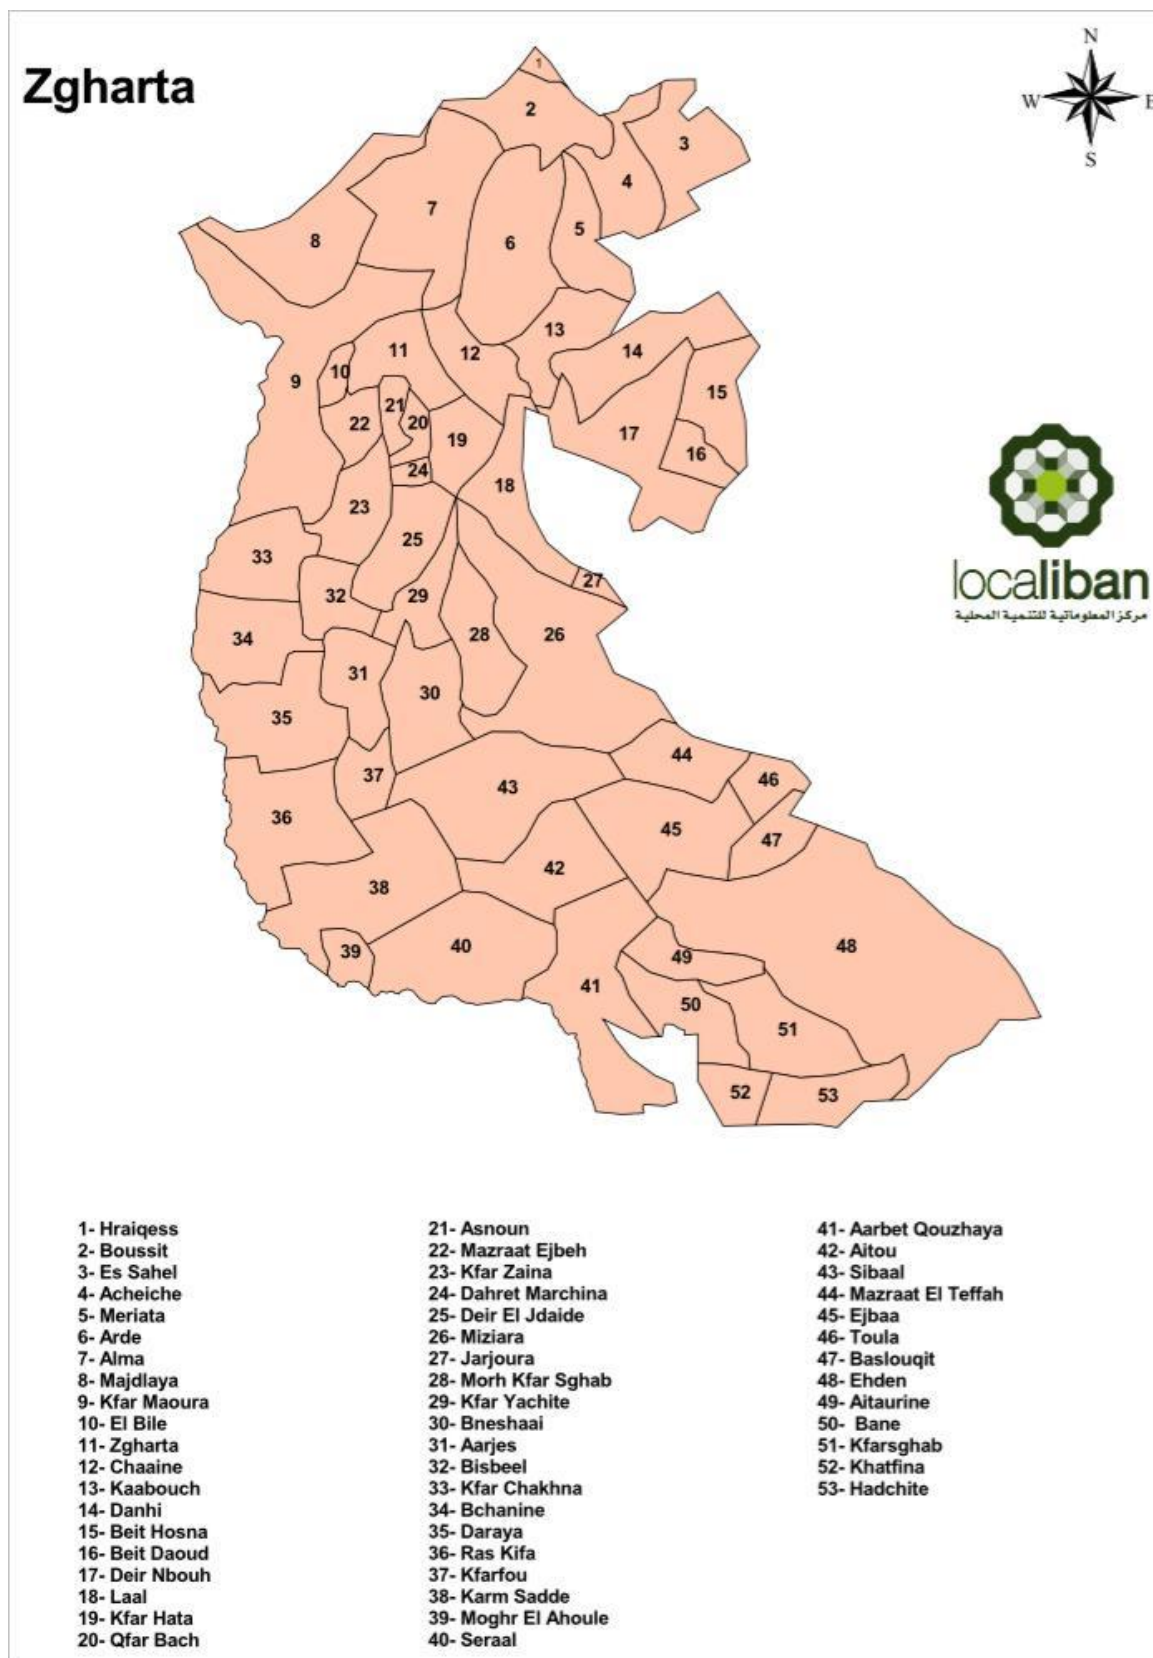 Zgharta
N
W
E
S
1
2
3
4
5
6
7
8
9
10
11
12
13
14
15
16
17
18
19
20
21
22
23
24
25
26
27
28
29
30
31
32
33
34
35
36
37
38
39
40
41
42
43
44
45
46
47
48
49
50
51
52
53
localiban
مركز المعلوماتية للتنمية المحلية
1- Hraiqess
2- Boussit
3- Es Sahel
4- Acheiche
5- Meriata
6- Arde
7- Alma
8- Majdlaya
9- Kfar Maoura
10- El Bile
11- Zgharta
12- Chaaine
13- Kaabouch
14- Danhi
15- Beit Hosna
16- Beit Daoud
17- Deir Nbouh
18- Laal
19- Kfar Hata
20- Qfar Bach
21- Asnoun
22- Mazraat Ejbeh
23- Kfar Zaina
24- Dahret Marchina
25- Deir El Jdaide
26- Miziara
27- Jarjoura
28- Morh Kfar Sghab
29- Kfar Yachite
30- Bneshaai
31- Aarjes
32- Bisbeel
33- Kfar Chakhna
34- Bchanine
35- Daraya
36- Ras Kifa
37- Kfarfou
38- Karm Sadde
39- Moghr El Ahoule
40- Seraal
41- Aarbet Qouzhaya
42- Aitou
43- Sibaal
44- Mazraat El Teffah
45- Ejbaa
46- Toula
47- Baslouqit
48- Ehden
49- Aitaurine
50- Bane
51- Kfarsghab
52- Khatfina
53- Hadchite